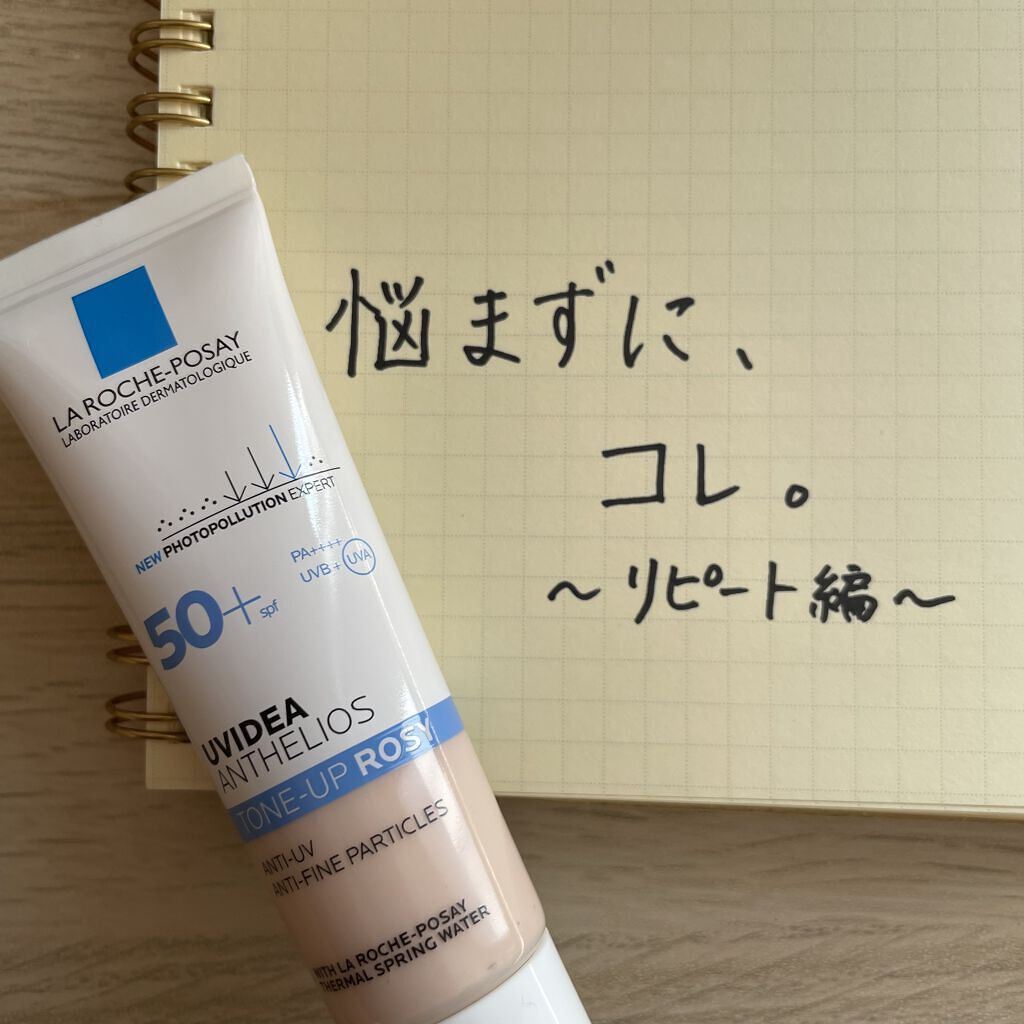 LA ROCHE-POSAY
LABORATOIRE DERMATOLOGIQUE
NEW PHOTOPOLLUTION EXPERT
PA++++
UVB + UVA
50+ spf
UVIDEA
ANTHELIOS
TONE-UP ROSY
ANTI-UV
ANTI-FINE PARTICLES
WITH LA ROCHE-POSAY
THERMAL SPRING WATER
悩まずに、
コレ。
〜リピート編〜